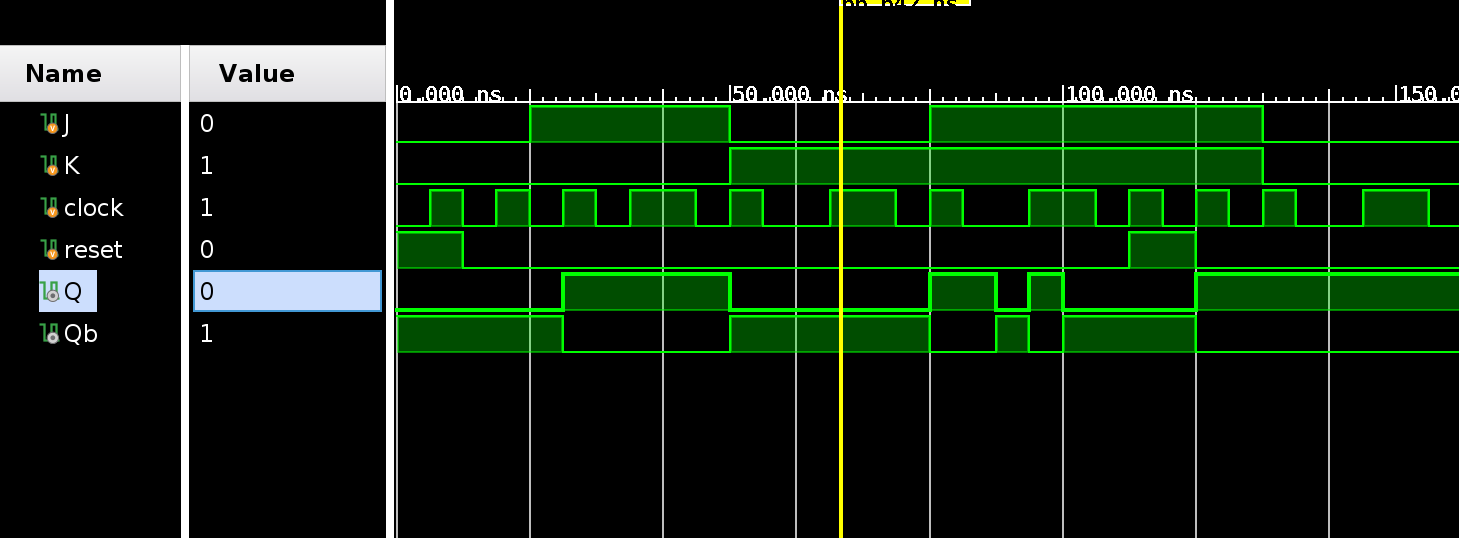 Name Value
0.000 ns 50.000 ns 100.000 ns
J 0
K 1
clock 1
reset 0
Q 0
Qb 1